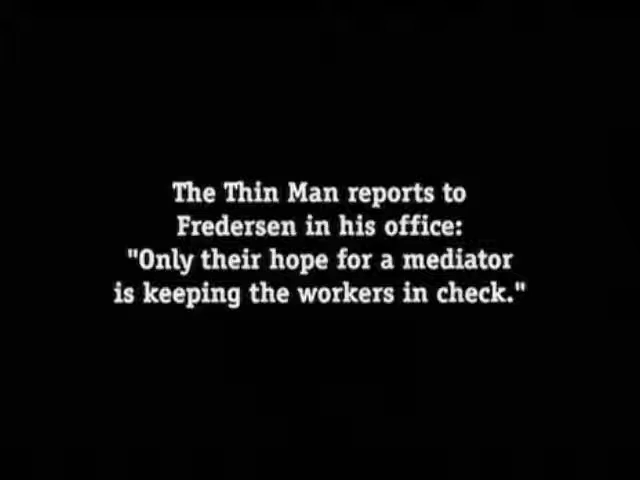 The Thin Man reports to
Fredersen in his office:
"Only their hope for a mediator
is keeping the workers in check."